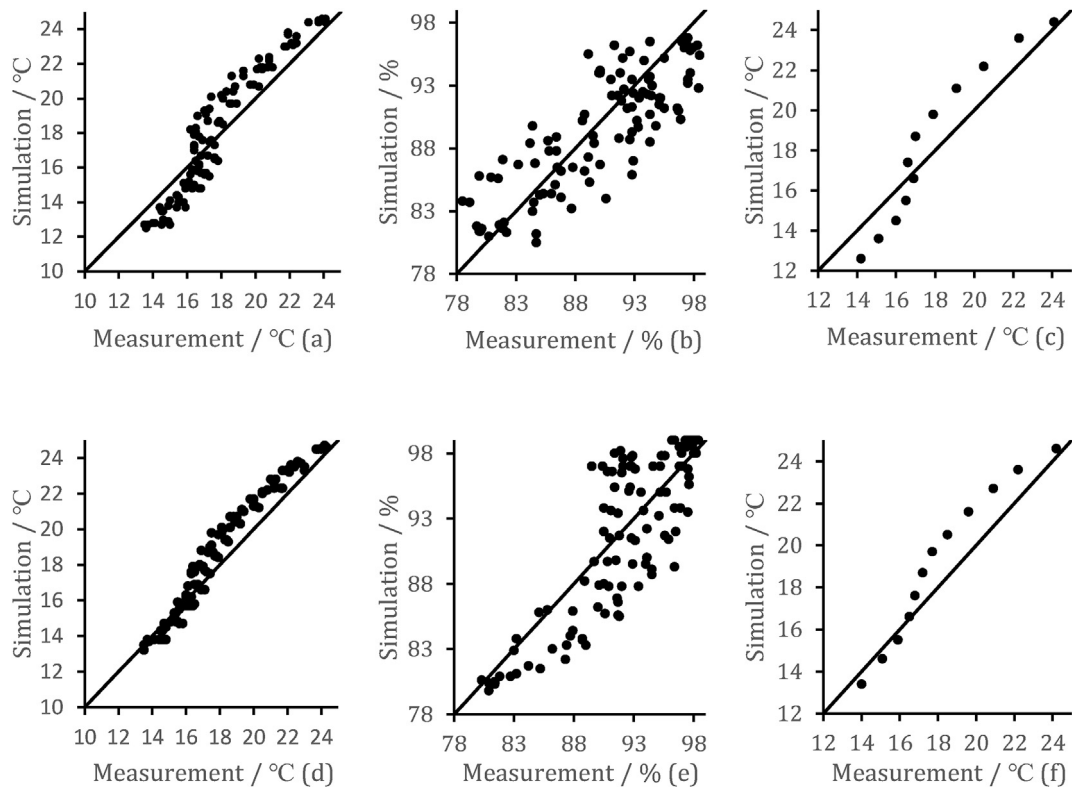 Simulation / °C
24
22
20
18
16
14
12
10
10 12 14 16 18 20 22 24
Measurement / °C (a)
Simulation / %
98
93
88
83
78
78 83 88 93 98
Measurement / % (b)
Simulation / °C
24
22
20
18
16
14
12
12 14 16 18 20 22 24
Measurement / °C (c)
Simulation / °C
24
22
20
18
16
14
12
10
10 12 14 16 18 20 22 24
Measurement / °C (d)
Simulation / %
98
93
88
83
78
78 83 88 93 98
Measurement / % (e)
Simulation / °C
24
22
20
18
16
14
12
12 14 16 18 20 22 24
Measurement / °C (f)